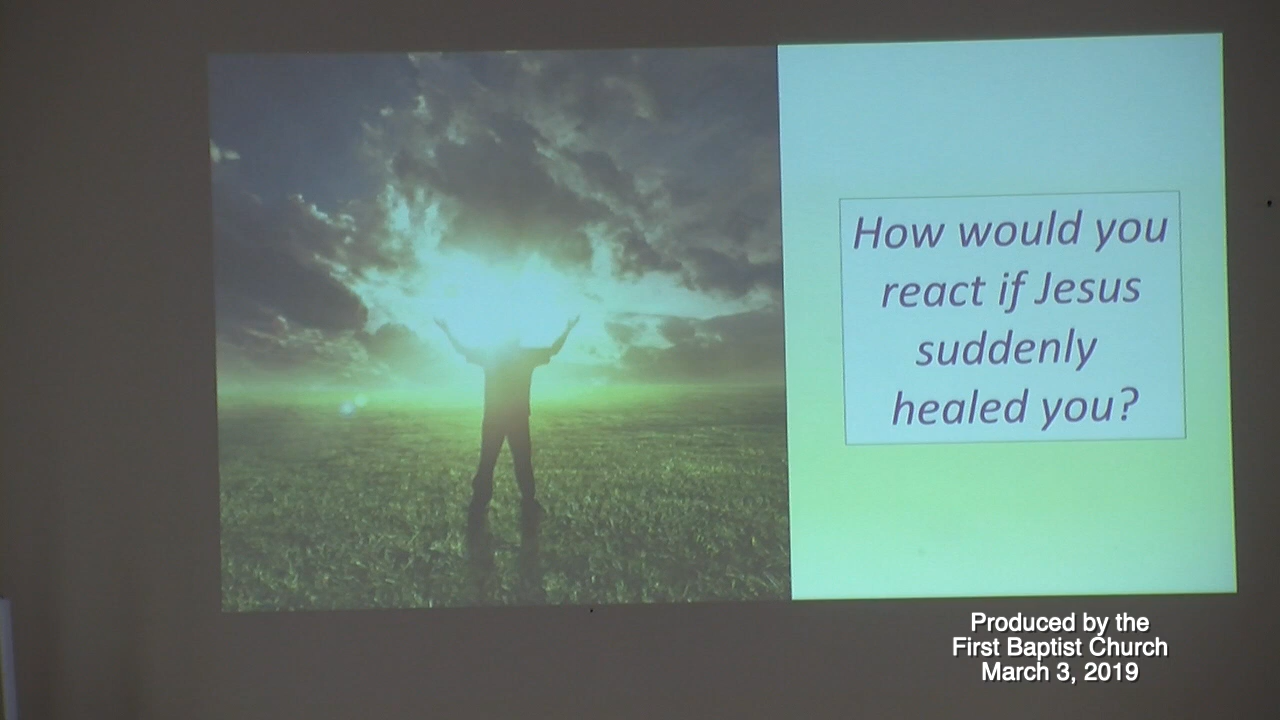 How would you
react if Jesus
suddenly
healed you?
Produced by the
First Baptist Church
March 3, 2019